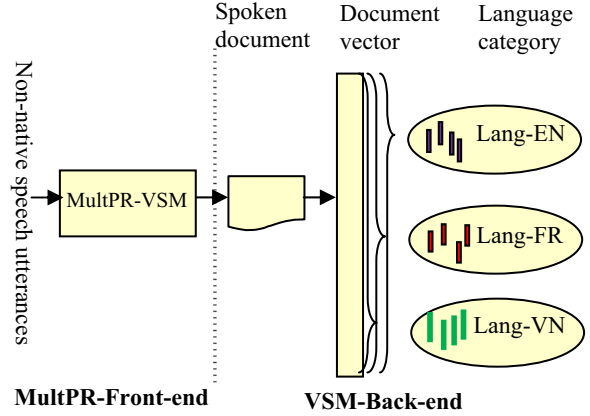 Spoken
document
Document
vector
Language
category
Non-native speech utterances
MultPR-VSM
Lang-EN
Lang-FR
Lang-VN
MultPR-Front-end
VSM-Back-end